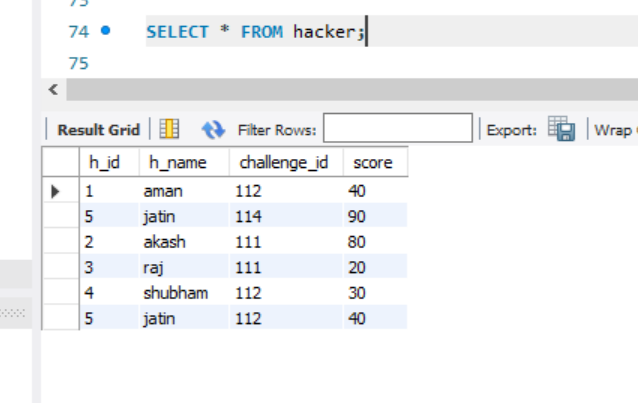 74 SELECT * FROM hacker;
75
Result Grid Filter Rows: Export: Wrap
h_id h_name challenge_id score
1 aman 112 40
5 jatin 114 90
2 akash 111 80
3 raj 111 20
4 shubham 112 30
5 jatin 112 40